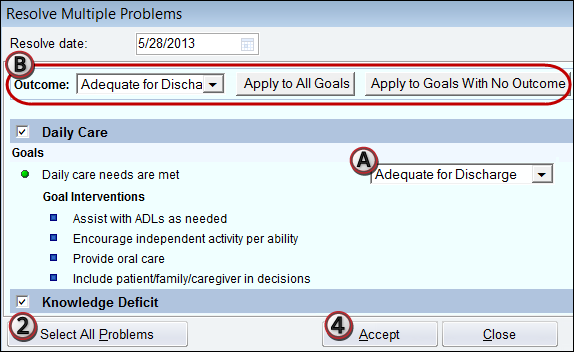 Resolve Multiple Problems
Resolve date: 5/28/2013
B
Outcome: Adequate for Discha Apply to All Goals Apply to Goals With No Outcome
Daily Care
Goals
A
Daily care needs are met Adequate for Discharge
Goal Interventions
Assist with ADLs as needed
Encourage independent activity per ability
Provide oral care
Include patient/family/caregiver in decisions
Knowledge Deficit
2 Select All Problems 4 Accept Close